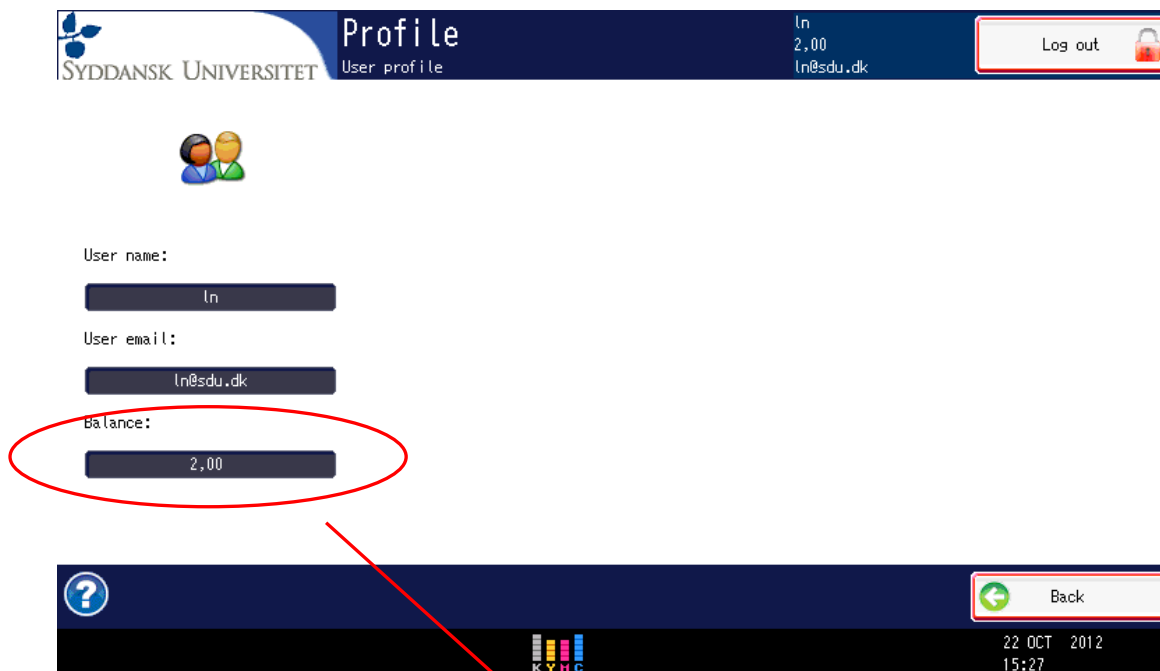 SYDDANSK UNIVERSITET
Profile
User profile
ln
2,00
ln@sdu.dk
Log out
User name:
ln
User email:
ln@sdu.dk
Balance:
2,00
?
Back
K Y M C
22 OCT 2012
15:27